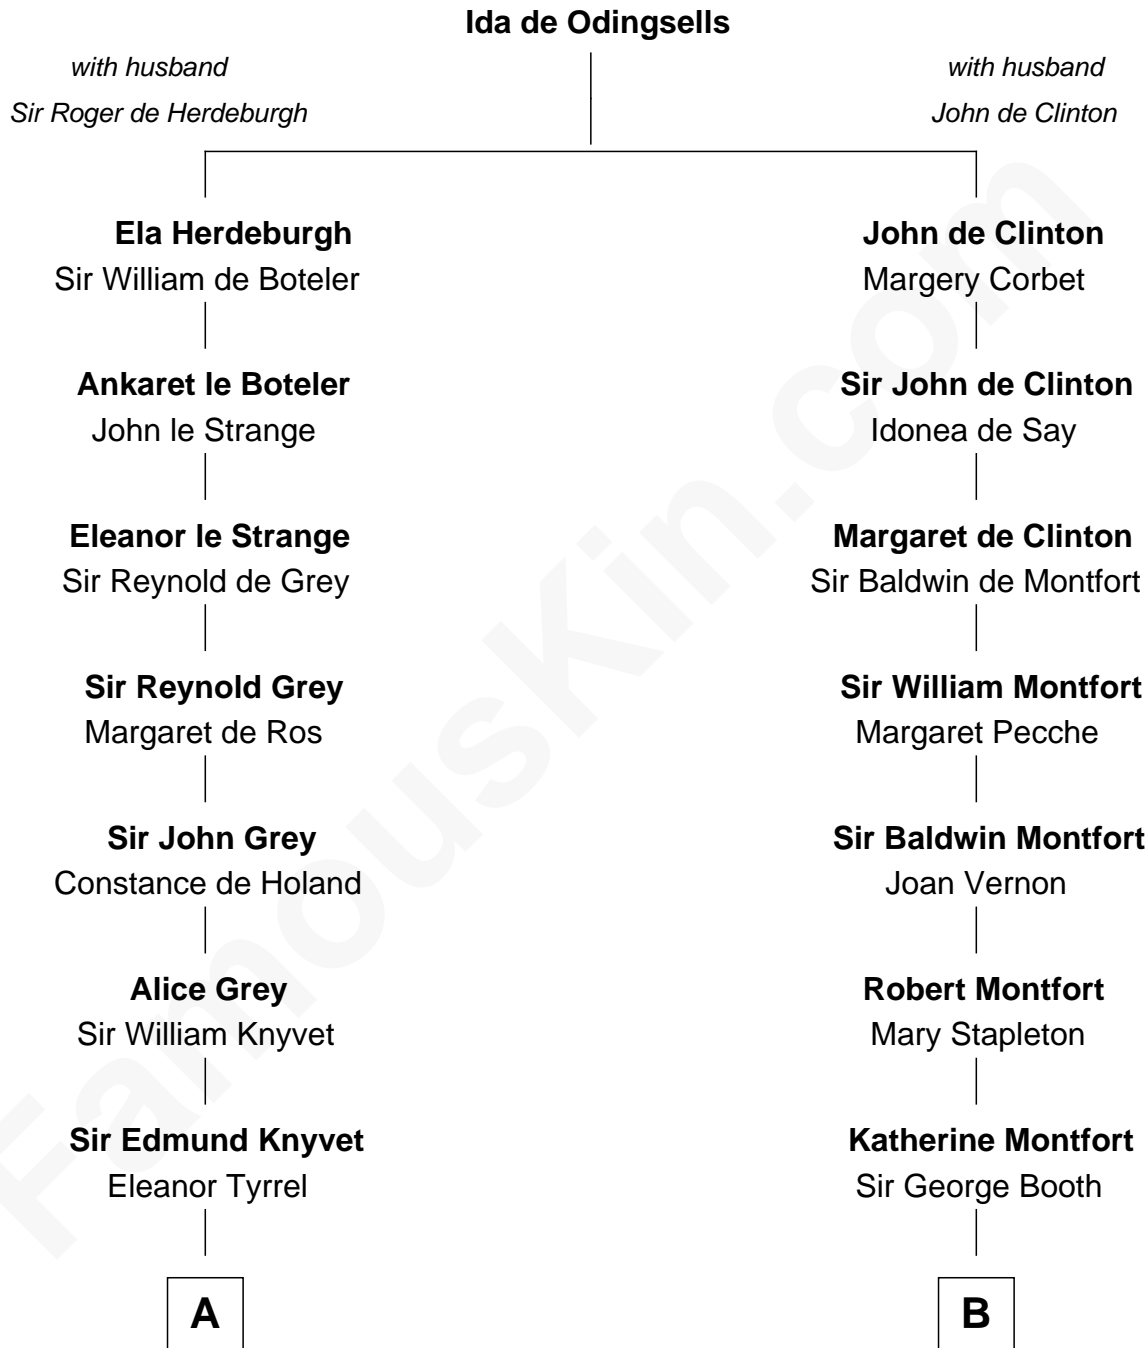 Ida de Odingsells
with husband
Sir Roger de Herdeburgh
with husband
John de Clinton
Ela Herdeburgh
Sir William de Boteler
John de Clinton
Margery Corbet
Ankaret le Boteler
John le Strange
Sir John de Clinton
Idonea de Say
Eleanor le Strange
Sir Reynold de Grey
Margaret de Clinton
Sir Baldwin de Montfort
Sir Reynold Grey
Margaret de Ros
Sir William Montfort
Margaret Pecche
Sir John Grey
Constance de Holand
Sir Baldwin Montfort
Joan Vernon
Alice Grey
Sir William Knyvet
Robert Montfort
Mary Stapleton
Sir Edmund Knyvet
Eleanor Tyrrel
Katherine Montfort
Sir George Booth
A
B
FamousKin.com